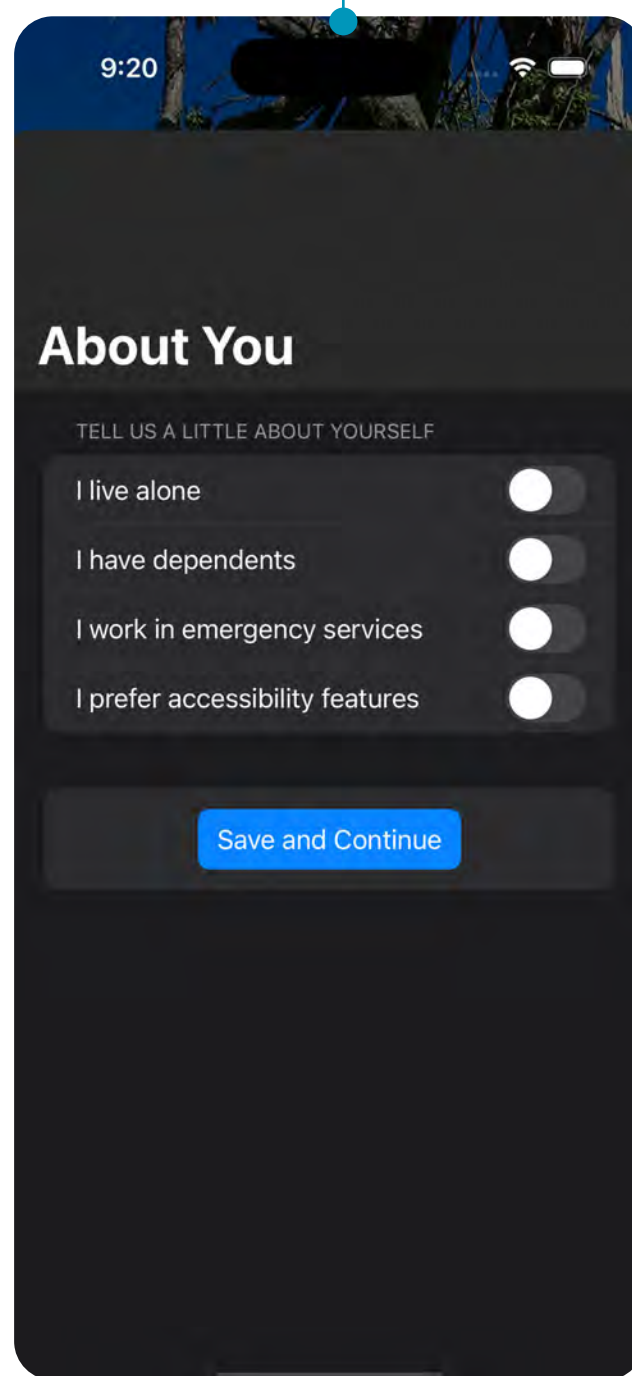 9:20
About You
TELL US A LITTLE ABOUT YOURSELF
I live alone
I have dependents
I work in emergency services
I prefer accessibility features
Save and Continue